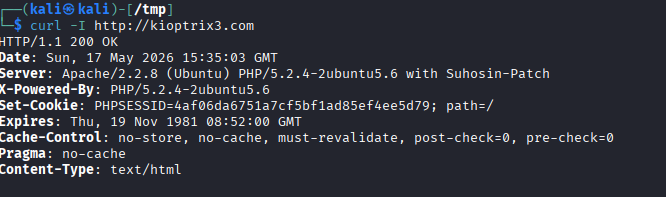 ┌──(kali㉿kali)-[/tmp]
└─$ curl -I http://kioptrix3.com
HTTP/1.1 200 OK
Date: Sun, 17 May 2026 15:35:03 GMT
Server: Apache/2.2.8 (Ubuntu) PHP/5.2.4-2ubuntu5.6 with Suhosin-Patch
X-Powered-By: PHP/5.2.4-2ubuntu5.6
Set-Cookie: PHPSESSID=4af06da6751a7cf5bf1ad85ef4ee5d79; path=/
Expires: Thu, 19 Nov 1981 08:52:00 GMT
Cache-Control: no-store, no-cache, must-revalidate, post-check=0, pre-check=0
Pragma: no-cache
Content-Type: text/html